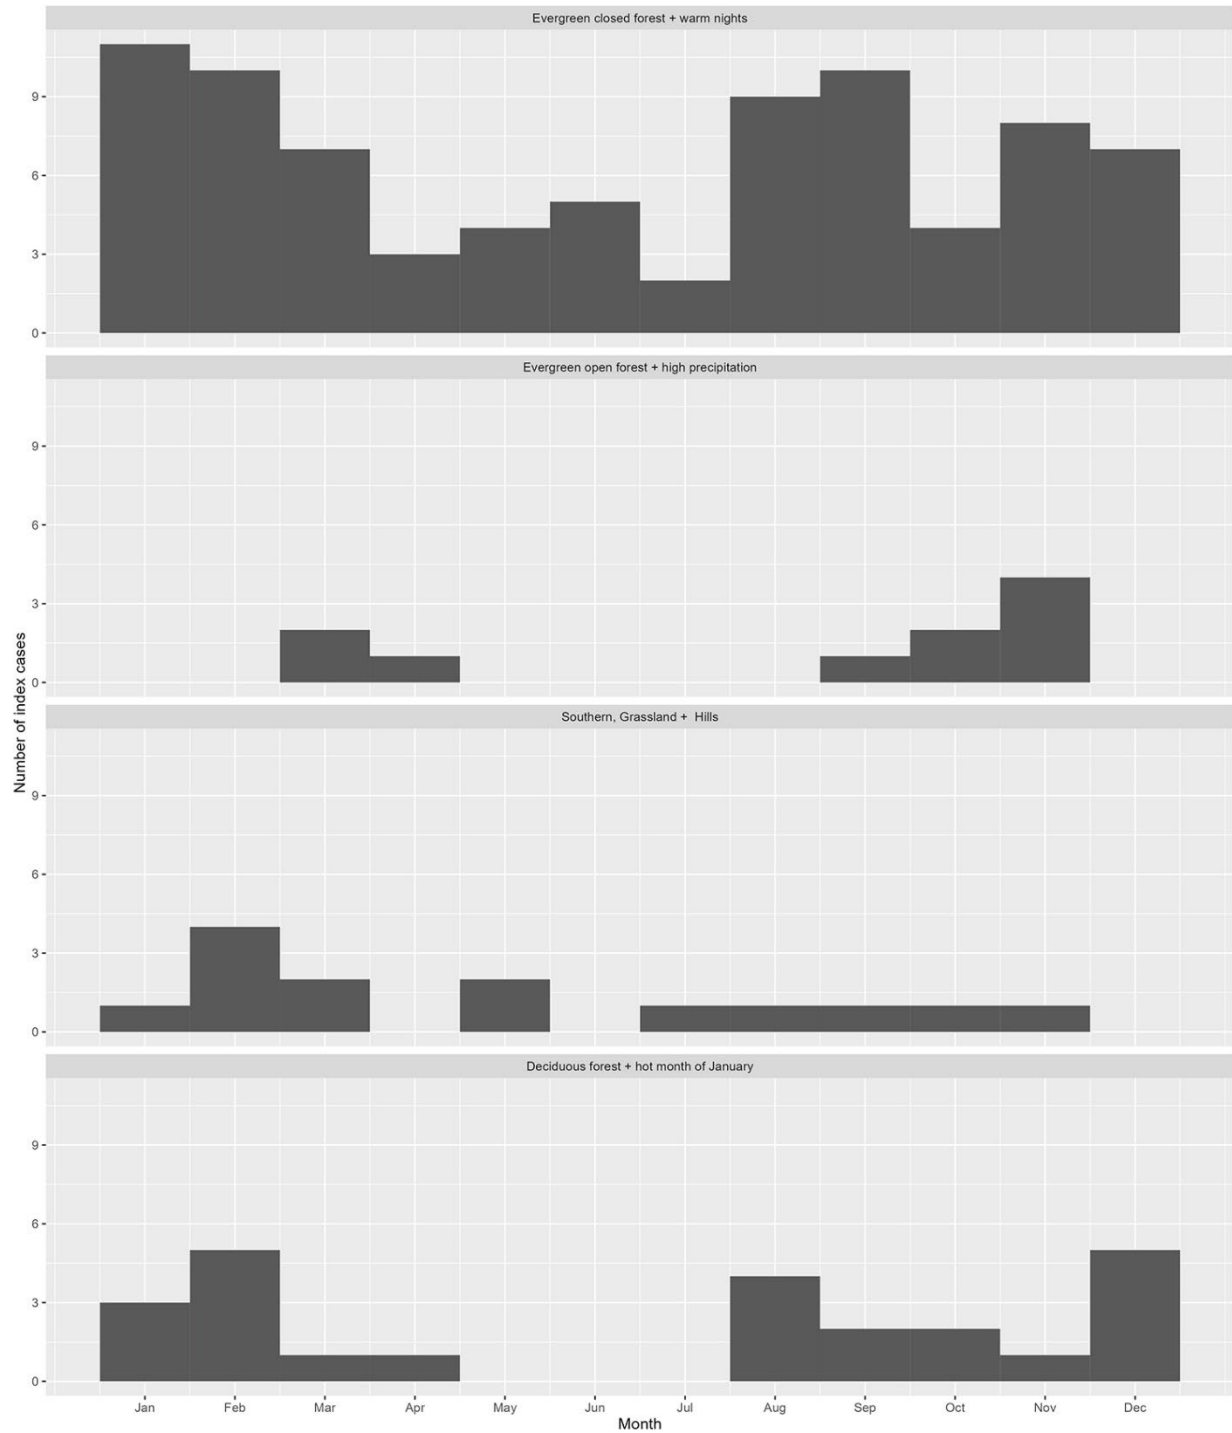 Evergreen closed forest + warm nights
9
6
3
0
Evergreen open forest + high precipitation
9
6
3
0
Southern, Grassland +  Hills
9
6
3
0
Deciduous forest + hot month of January
9
6
3
0
Number of index cases
Jan Feb Mar Apr May Jun Jul Aug Sep Oct Nov Dec
Month